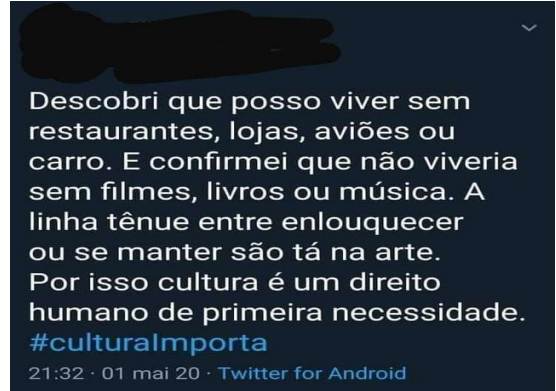 Descobri que posso viver sem
restaurantes, lojas, aviões ou
carro. E confirmei que não viveria
sem filmes, livros ou música. A
linha tênue entre enlouquecer
ou se manter são tá na arte.
Por isso cultura é um direito
humano de primeira necessidade.
#culturaImporta
21:32 · 01 mai 20 · Twitter for Android